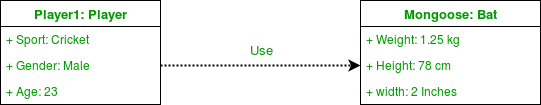 Player1: Player
+ Sport: Cricket
+ Gender: Male
+ Age: 23
Use
Mongoose: Bat
+ Weight: 1.25 kg
+ Height: 78 cm
+ width: 2 Inches